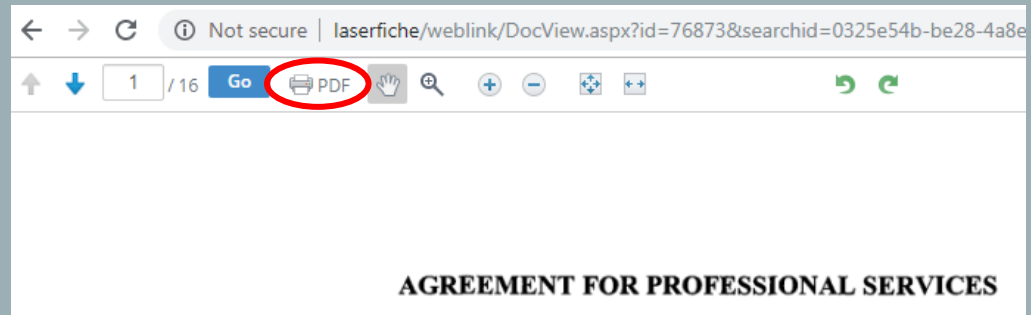 Not secure | laserfiche/weblink/DocView.aspx?id=76873&searchid=0325e54b-be28-4a8e
1 / 16 Go PDF
AGREEMENT FOR PROFESSIONAL SERVICES